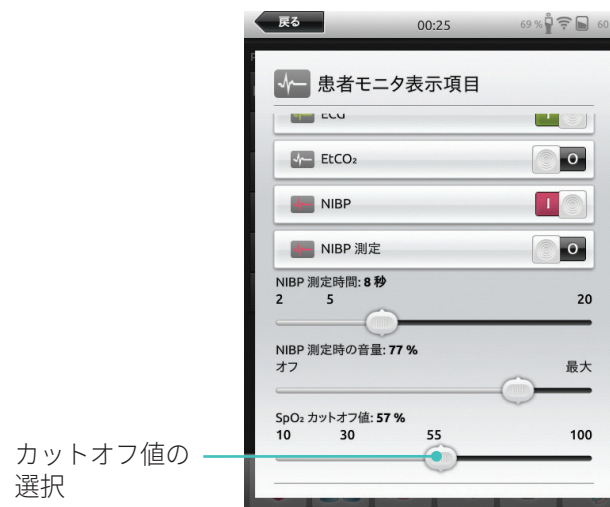 戻る 00:25 69 % 60
患者モニタ表示項目
ECG
EtCO₂ O
NIBP I
NIBP 測定 O
NIBP 測定時間: 8 秒
2 5 20
NIBP 測定時の音量: 77 %
オフ 最大
SpO₂ カットオフ値: 57 %
10 30 55 100
カットオフ値の
選択